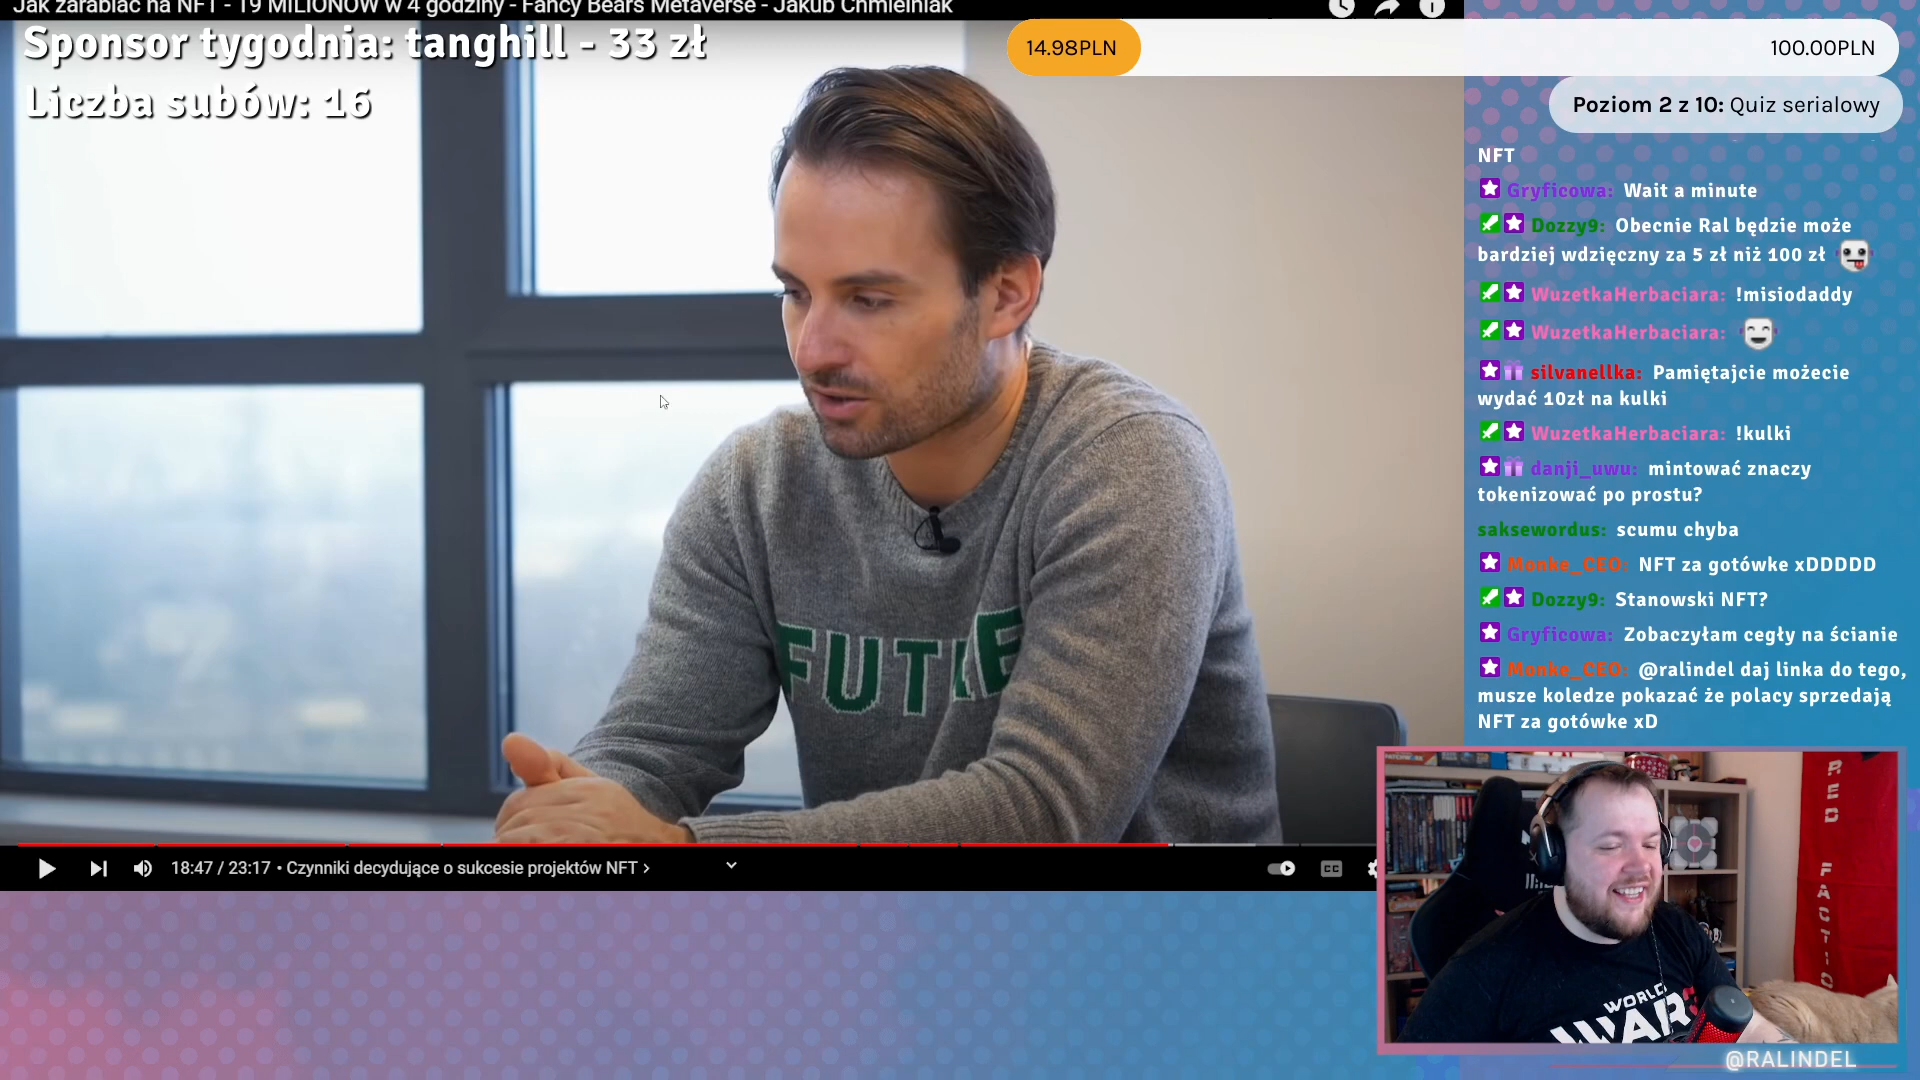 Jak zarabiać na NFT - 19 MILIONÓW w 4 godziny - Fancy Bears Metaverse - Jakub Chmielniak
Sponsor tygodnia: tanghill - 33 zł
Liczba subów: 16
14.98PLN
100.00PLN
Poziom 2 z 10: Quiz serialowy
NFT
Gryficowa: Wait a minute
Dozzy9: Obecnie Ral będzie może
bardziej wdzięczny za 5 zł niż 100 zł
WuzetkaHerbaciara: !misiodaddy
WuzetkaHerbaciara:
silvanellka: Pamiętajcie możecie
wydać 10zł na kulki
WuzetkaHerbaciara: !kulki
danji_uwu: mintować znaczy
tokenizować po prostu?
saksewordus: scumu chyba
Monke_CEO: NFT za gotówke xDDDDD
Dozzy9: Stanowski NFT?
Gryficowa: Zobaczyłam cegły na ścianie
Monke_CEO: @ralindel daj linka do tego,
musze koledze pokazać że polacy sprzedają
NFT za gotówke xD
18:47 / 23:17 • Czynniki decydujące o sukcesie projektów NFT ›
CC
RED
FACTIO
WORLD
WAR
@RALINDEL